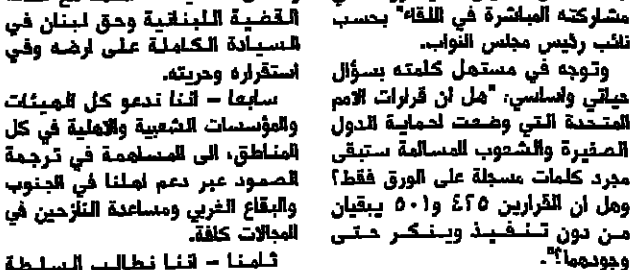 مشاركته المباشرة في اللقاء" بحسب
نائب رئيس مجلس النواب.
وتوجه في مستهل كلمته بسؤال
حياتي واساسي: "هل ان قرارات الامم
المتحدة التي وضعت لحماية الدول
الصغيرة والشعوب المسالمة ستبقى
مجرد كلمات مسجلة على الورق فقط؟
وهل ان القرارين ٤٢٥ و٥٠١ يبقيان
من دون تنفيذ وينكر حتى
وجودهما؟".
القضية اللبنانية وحق لبنان في
السيادة الكاملة على ارضه وفي
استقراره وحريته.
سابعا – اننا ندعو كل الهيئات
والمؤسسات الشعبية والاهلية في كل
المناطق، الى المساهمة في ترجمة
الصمود عبر دعم اهلنا في الجنوب
والبقاع الغربي ومساعدة النازحين في
المجالات كافة.
ثامنا – اننا نطالب السلطة